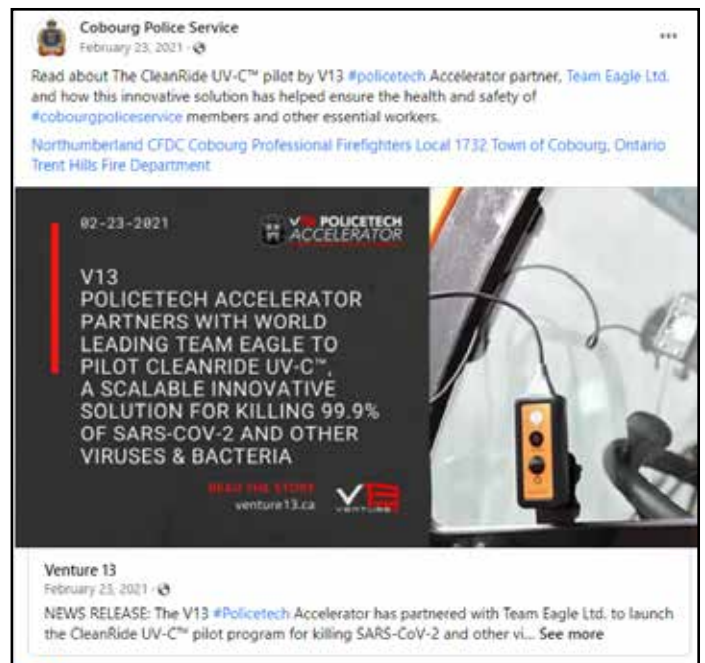 Cobourg Police Service
February 23, 2021 ·
Read about The CleanRide UV-C™ pilot by V13 #policetech Accelerator partner, Team Eagle Ltd.
and how this innovative solution has helped ensure the health and safety of
#cobourgpoliceservice members and other essential workers.
Northumberland CFDC Cobourg Professional Firefighters Local 1732 Town of Cobourg, Ontario
Trent Hills Fire Department
02-23-2021
V13 POLICETECH
ACCELERATOR
V13
POLICETECH ACCELERATOR
PARTNERS WITH WORLD
LEADING TEAM EAGLE TO
PILOT CLEANRIDE UV-C™,
A SCALABLE INNOVATIVE
SOLUTION FOR KILLING 99.9%
OF SARS-COV-2 AND OTHER
VIRUSES & BACTERIA
READ THE STORY
venture13.ca
V13
VENTURE
Venture 13
February 23, 2021 ·
NEWS RELEASE: The V13 #Policetech Accelerator has partnered with Team Eagle Ltd. to launch
the CleanRide UV-C™ pilot program for killing SARS-CoV-2 and other vi... See more